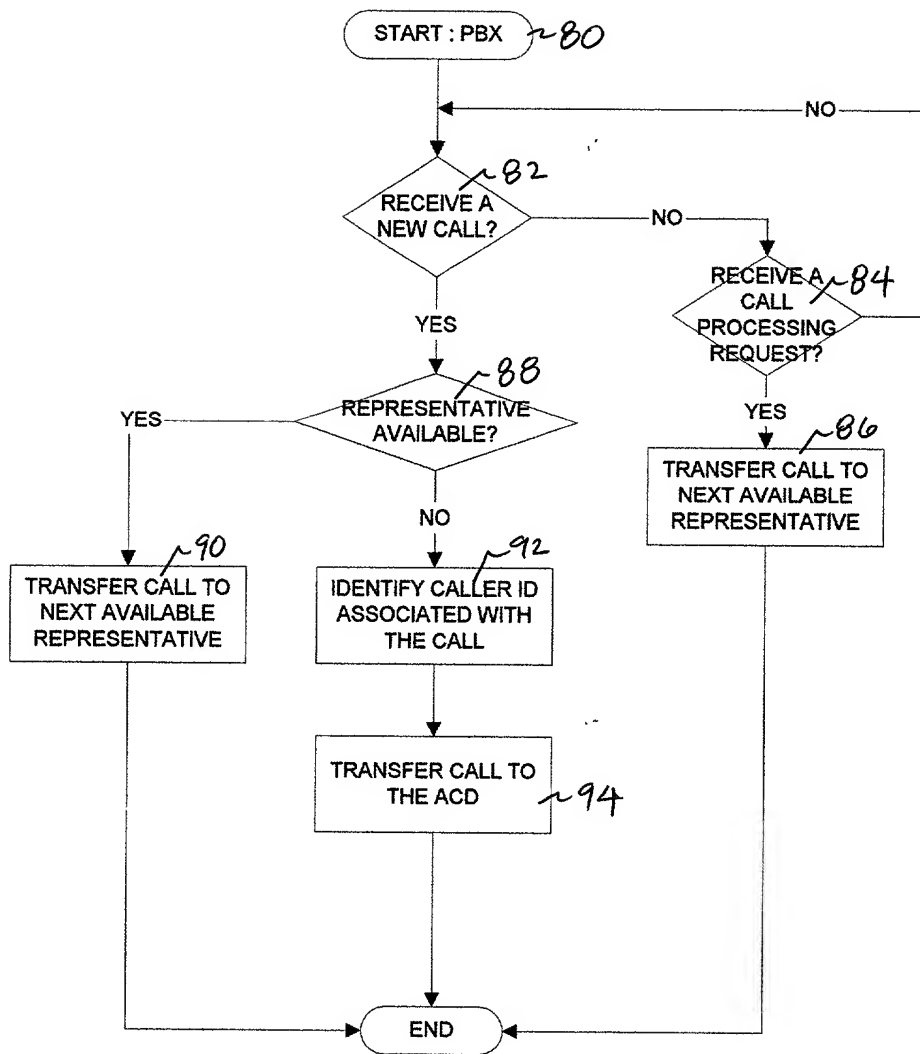 START : PBX ~80
NO
~82
RECEIVE A
NEW CALL?
NO
RECEIVE A
CALL
PROCESSING
REQUEST?
~84
YES
~88
REPRESENTATIVE
AVAILABLE?
YES
YES
~86
TRANSFER CALL TO
NEXT AVAILABLE
REPRESENTATIVE
NO
~90
TRANSFER CALL TO
NEXT AVAILABLE
REPRESENTATIVE
~92
IDENTIFY CALLER ID
ASSOCIATED WITH
THE CALL
TRANSFER CALL TO
THE ACD
~94
END